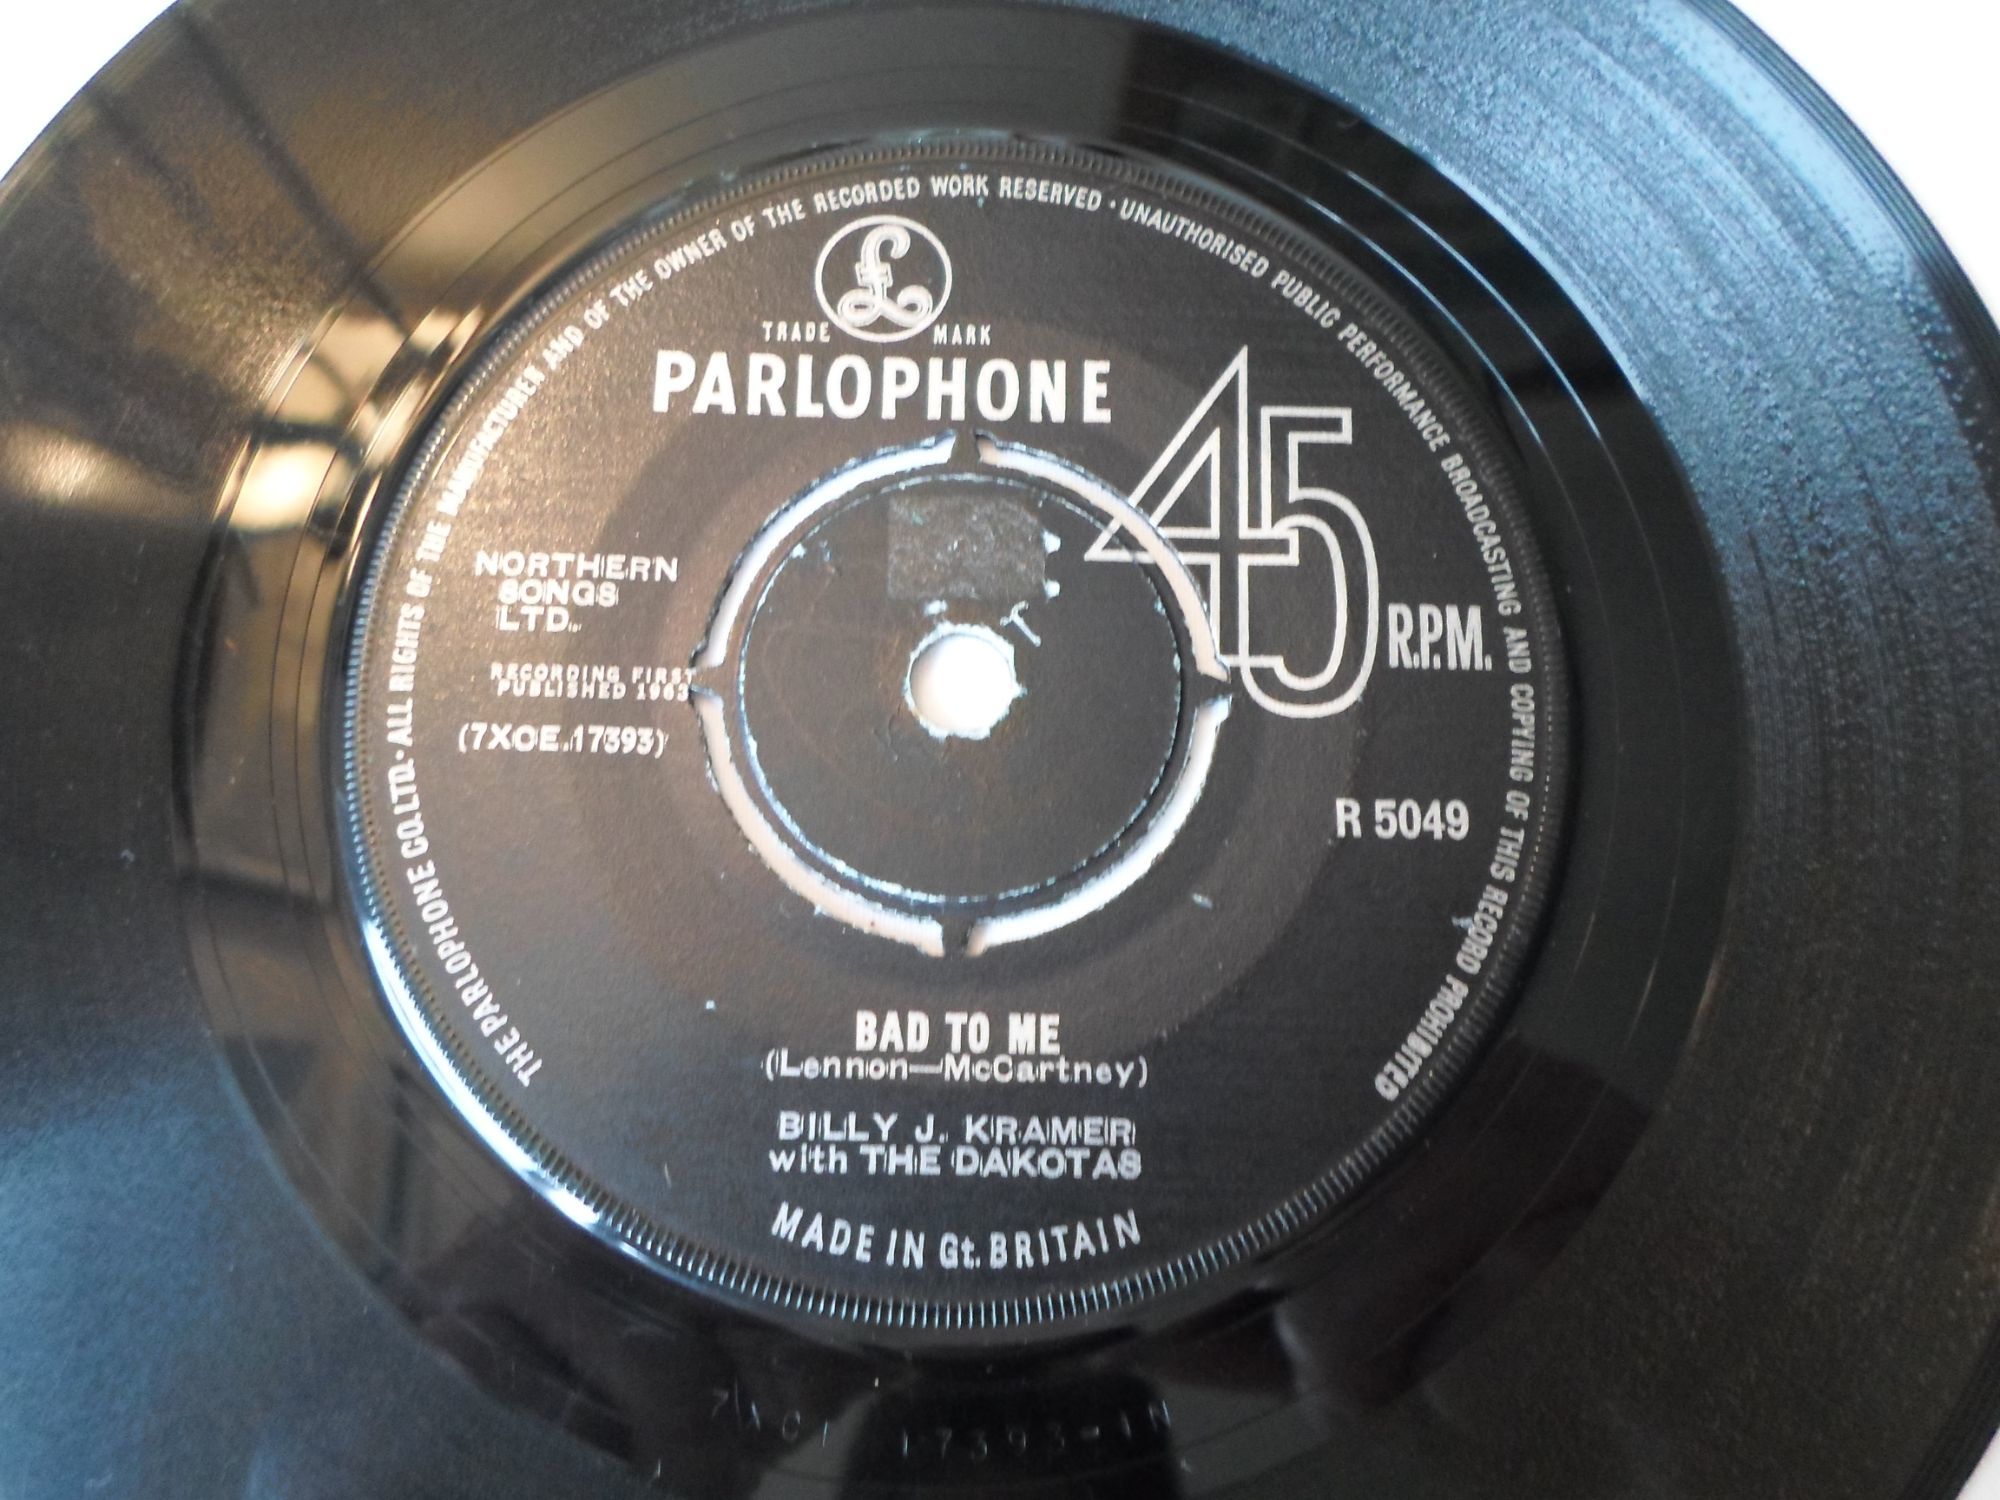 THE PARLOPHONE CO.LTD.·ALL RIGHTS OF THE MANUFACTURER AND OF THE OWNER OF THE RECORDED WORK RESERVED·UNAUTHORISED PUBLIC PERFORMANCE BROADCASTING AND COPYING OF THIS RECORD PROHIBITED
£
TRADE MARK
PARLOPHONE
45 R.P.M.
NORTHERN
SONGS
LTD.
RECORDING FIRST
PUBLISHED 1963
(7XOE.17393)
R 5049
BAD TO ME
(Lennon—McCartney)
BILLY J. KRAMER
with THE DAKOTAS
MADE IN Gt. BRITAIN
17393-1N